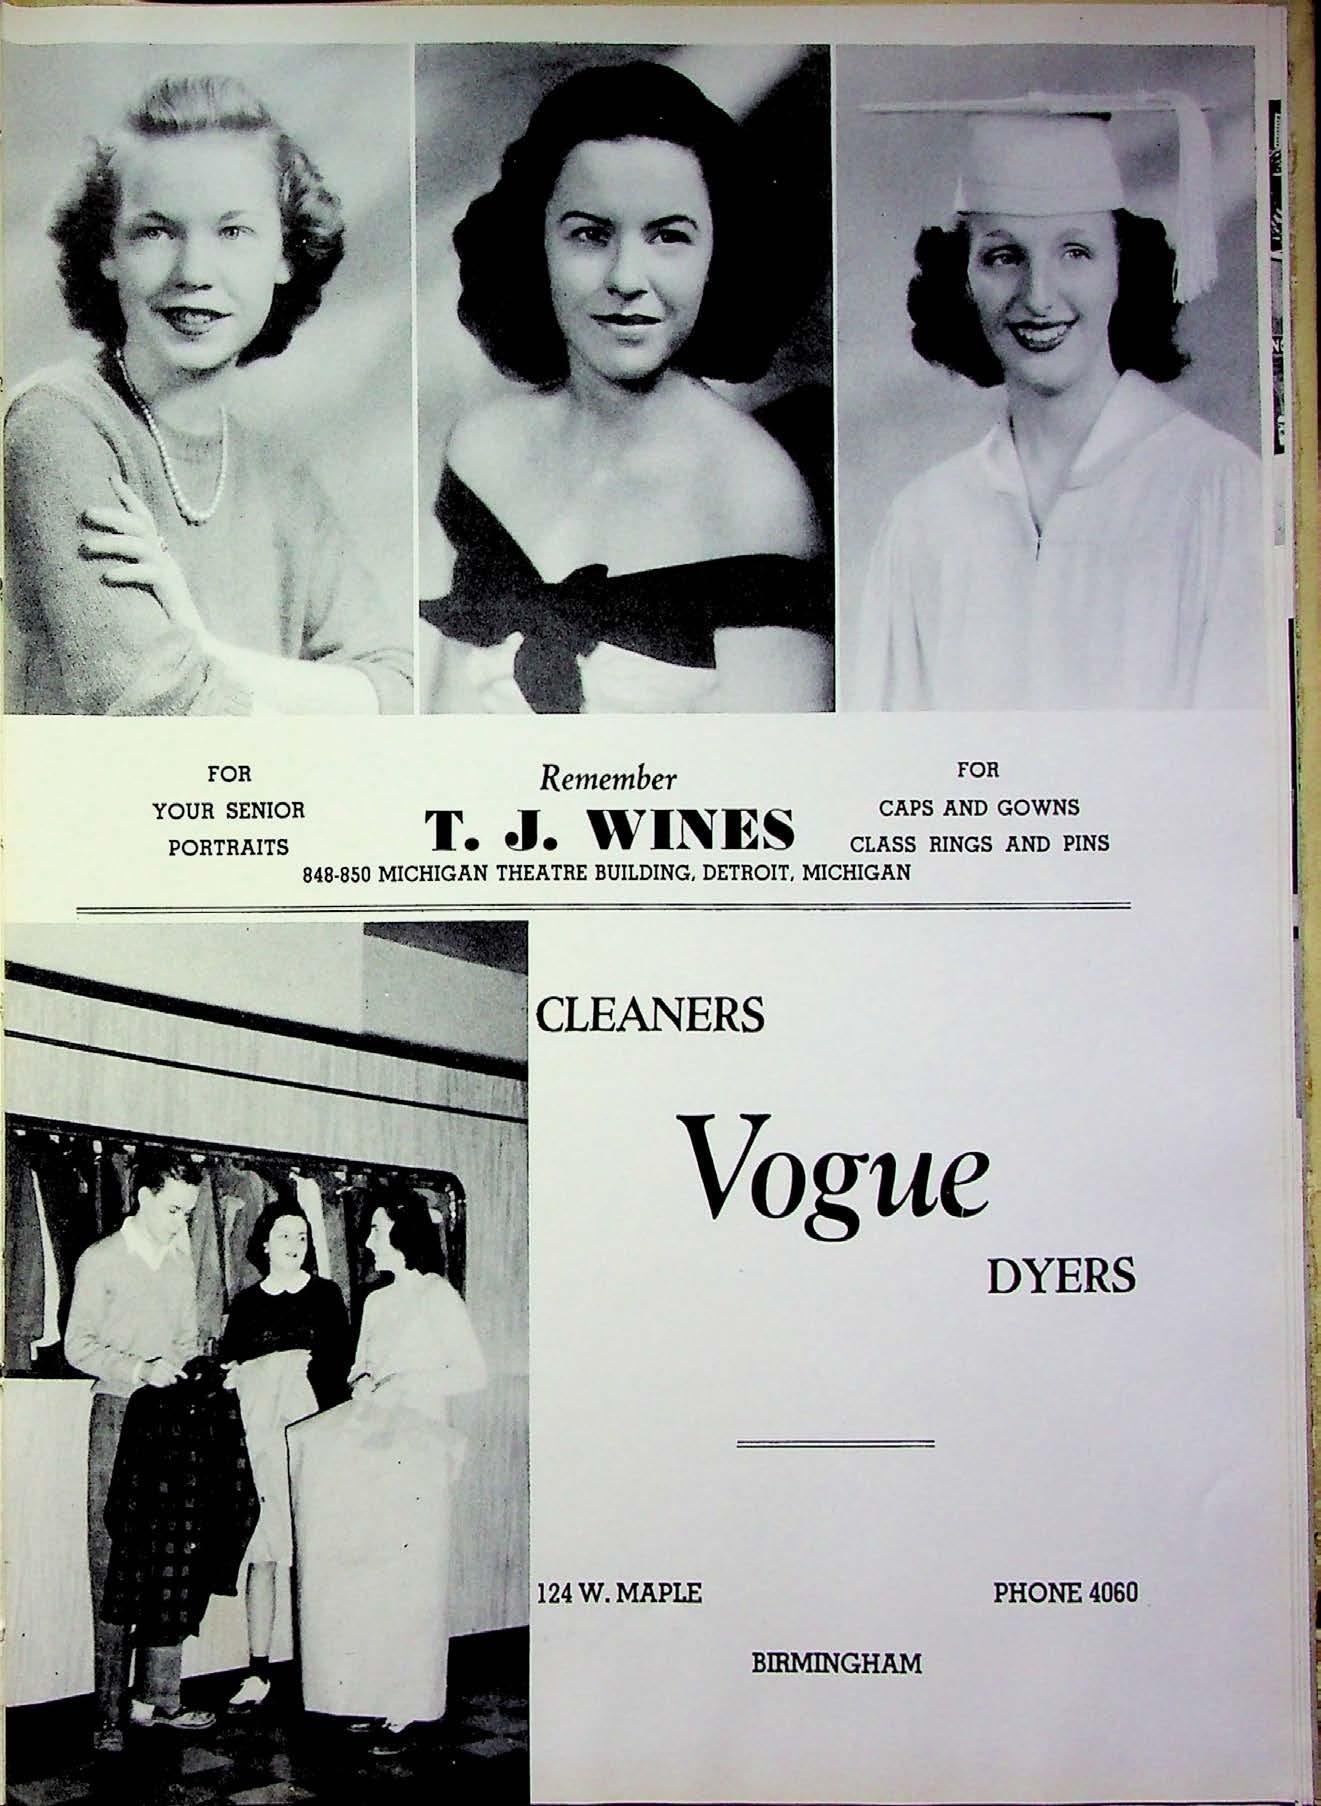 FOR
YOUR SENIOR
PORTRAITS
Remember
T. J. WINES
848-850 MICHIGAN THEATRE BUILDING, DETROIT, MICHIGAN
FOR
CAPS AND GOWNS
CLASS RINGS AND PINS
CLEANERS
Vogue
DYERS
124 W. MAPLE
PHONE 4060
BIRMINGHAM